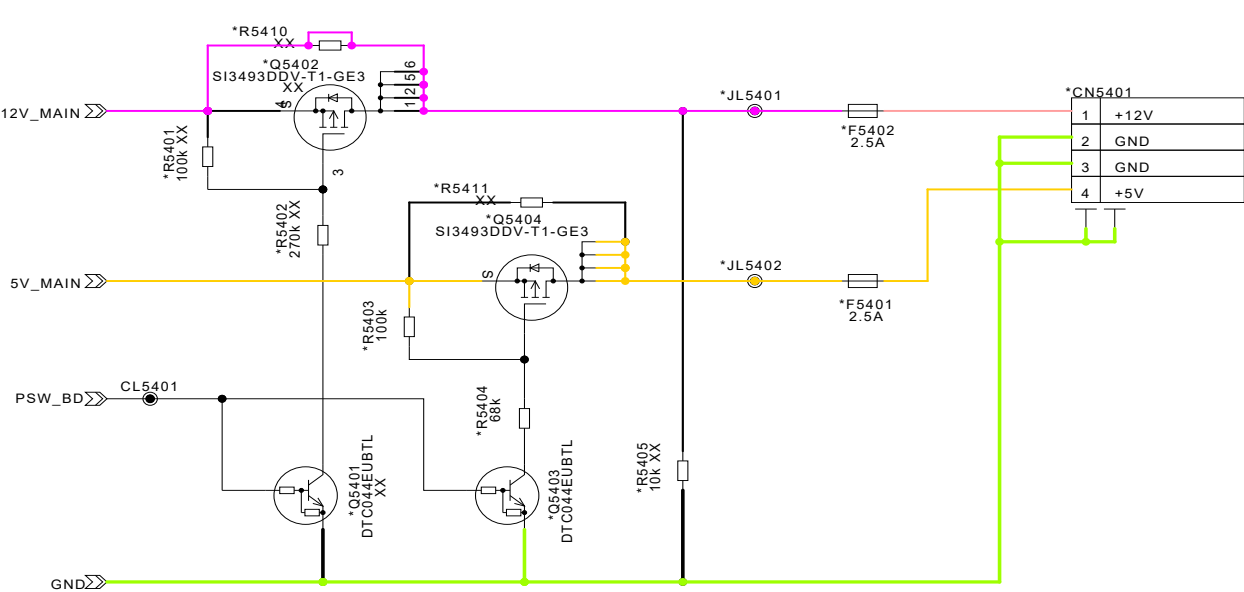 *R5410
XX
*Q5402
SI3493DDV-T1-GE3
XX
6
5
2
1
4
S
12V_MAIN
*JL5401
*F5402
2.5A
*CN5401
1 +12V
2 GND
3 GND
4 +5V
*R5401
100k XX
3
*R5402
270k XX
*R5411
XX
*Q5404
SI3493DDV-T1-GE3
S
5V_MAIN
*JL5402
*F5401
2.5A
*R5403
100k
PSW_BD
CL5401
*R5404
68k
*Q5401
DTC044EUBTL
XX
*Q5403
DTC044EUBTL
*R5405
10k XX
GND